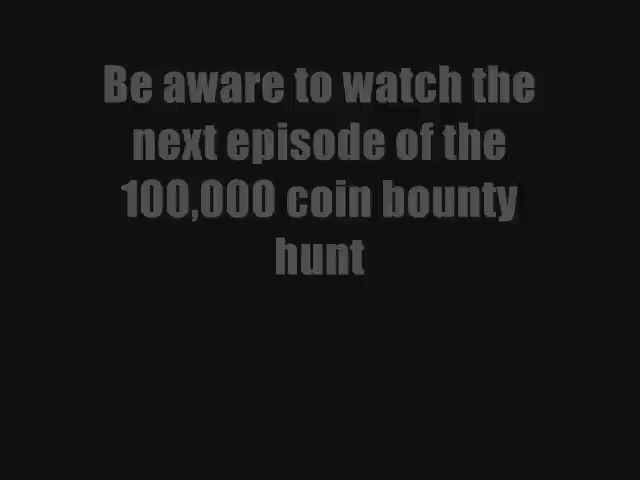 Be aware to watch the
next episode of the
100,000 coin bounty
hunt